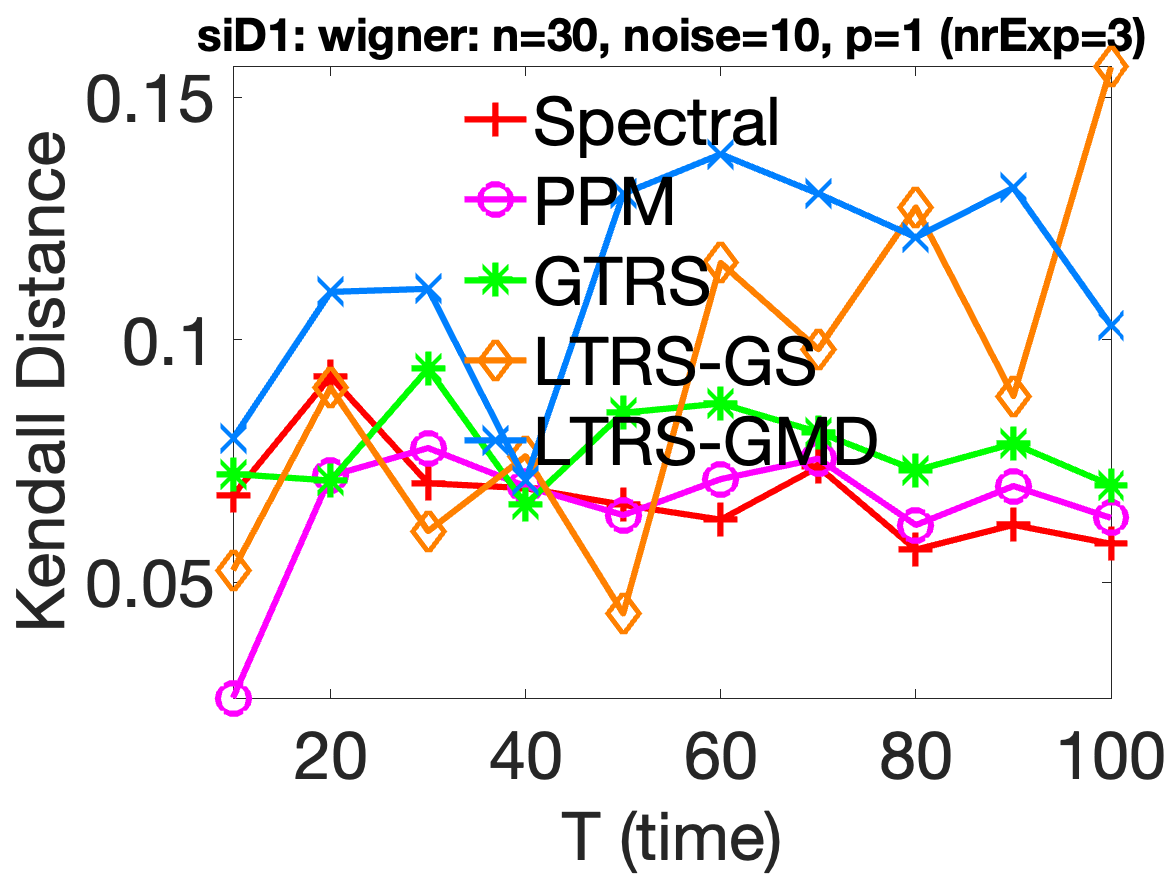 siD1: wigner: n=30, noise=10, p=1 (nrExp=3)
Kendall Distance
0.15
0.1
0.05
Spectral
PPM
GTRS
LTRS-GS
LTRS-GMD
20 40 60 80 100
T (time)